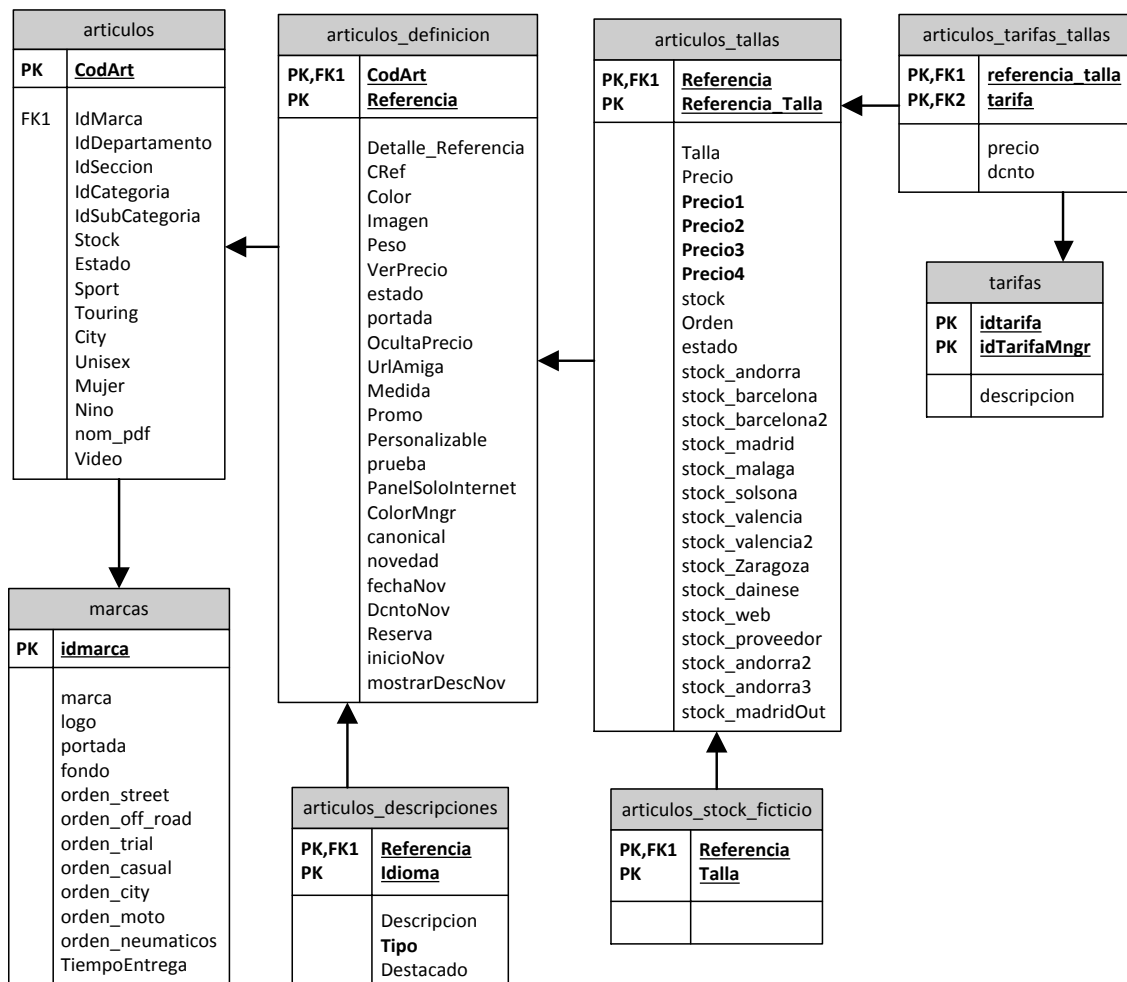 articulos
PK CodArt
FK1 IdMarca
IdDepartamento
IdSeccion
IdCategoria
IdSubCategoria
Stock
Estado
Sport
Touring
City
Unisex
Mujer
Nino
nom_pdf
Video
articulos_definicion
PK,FK1 CodArt
PK Referencia
Detalle_Referencia
CRef
Color
Imagen
Peso
VerPrecio
estado
portada
OcultaPrecio
UrlAmiga
Medida
Promo
Personalizable
prueba
PanelSoloInternet
ColorMngr
canonical
novedad
fechaNov
DcntoNov
Reserva
inicioNov
mostrarDescNov
articulos_tallas
PK,FK1 Referencia
PK Referencia_Talla
Talla
Precio
Precio1
Precio2
Precio3
Precio4
stock
Orden
estado
stock_andorra
stock_barcelona
stock_barcelona2
stock_madrid
stock_malaga
stock_solsona
stock_valencia
stock_valencia2
stock_Zaragoza
stock_dainese
stock_web
stock_proveedor
stock_andorra2
stock_andorra3
stock_madridOut
articulos_tarifas_tallas
PK,FK1 referencia_talla
PK,FK2 tarifa
precio
dcnto
tarifas
PK idtarifa
PK idTarifaMngr
descripcion
marcas
PK idmarca
marca
logo
portada
fondo
orden_street
orden_off_road
orden_trial
orden_casual
orden_city
orden_moto
orden_neumaticos
TiempoEntrega
articulos_descripciones
PK,FK1 Referencia
PK Idioma
Descripcion
Tipo
Destacado
articulos_stock_ficticio
PK,FK1 Referencia
PK Talla